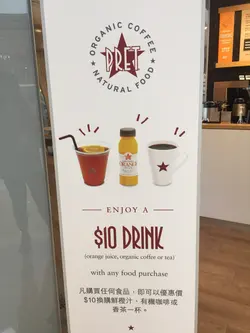 ORGANIC COFFEE
PRET
NATURAL FOOD
ENJOY A
$10 DRINK
(orange juice, organic coffee or tea)
with any food purchase
凡購買任何食品，即可以優惠價
$10換購鮮橙汁、有機咖啡或
香茶一杯。